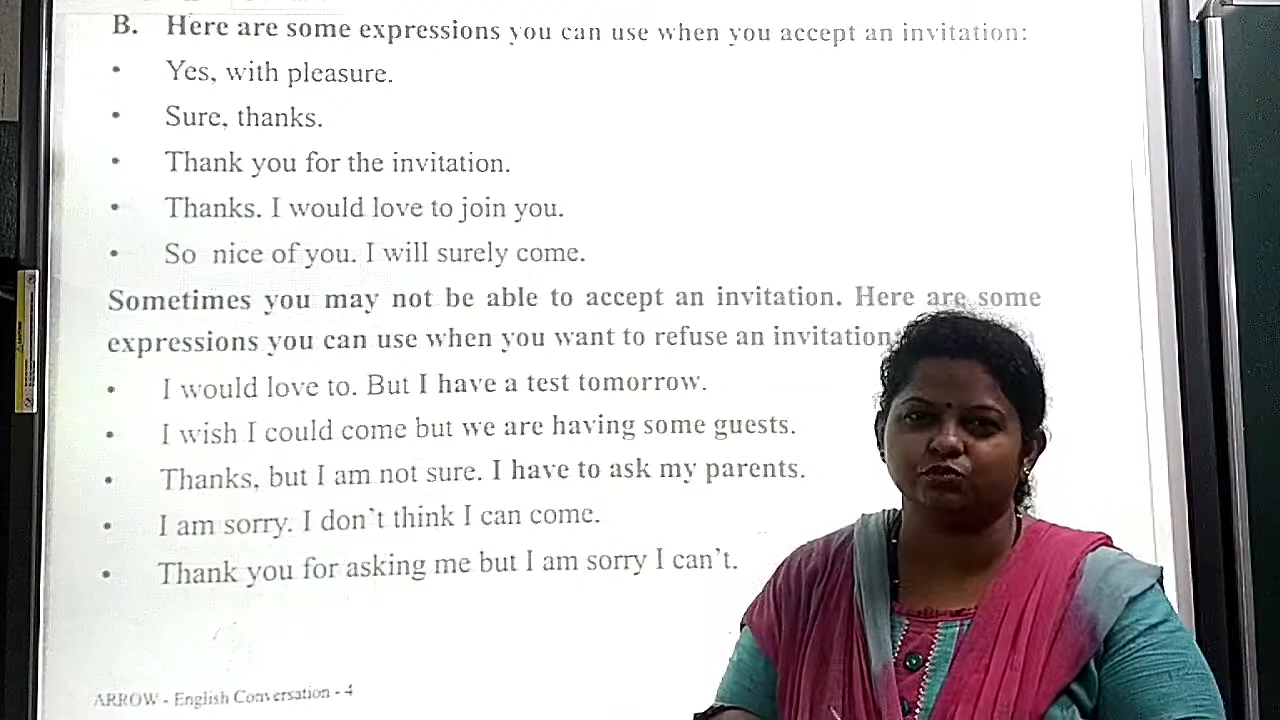 B. Here are some expressions you can use when you accept an invitation:
• Yes, with pleasure.
• Sure, thanks.
• Thank you for the invitation.
• Thanks. I would love to join you.
• So nice of you. I will surely come.
Sometimes you may not be able to accept an invitation. Here are some
expressions you can use when you want to refuse an invitation
• I would love to. But I have a test tomorrow.
• I wish I could come but we are having some guests.
• Thanks, but I am not sure. I have to ask my parents.
• I am sorry. I don't think I can come.
• Thank you for asking me but I am sorry I can't.
ARROW - English Conversation - 4